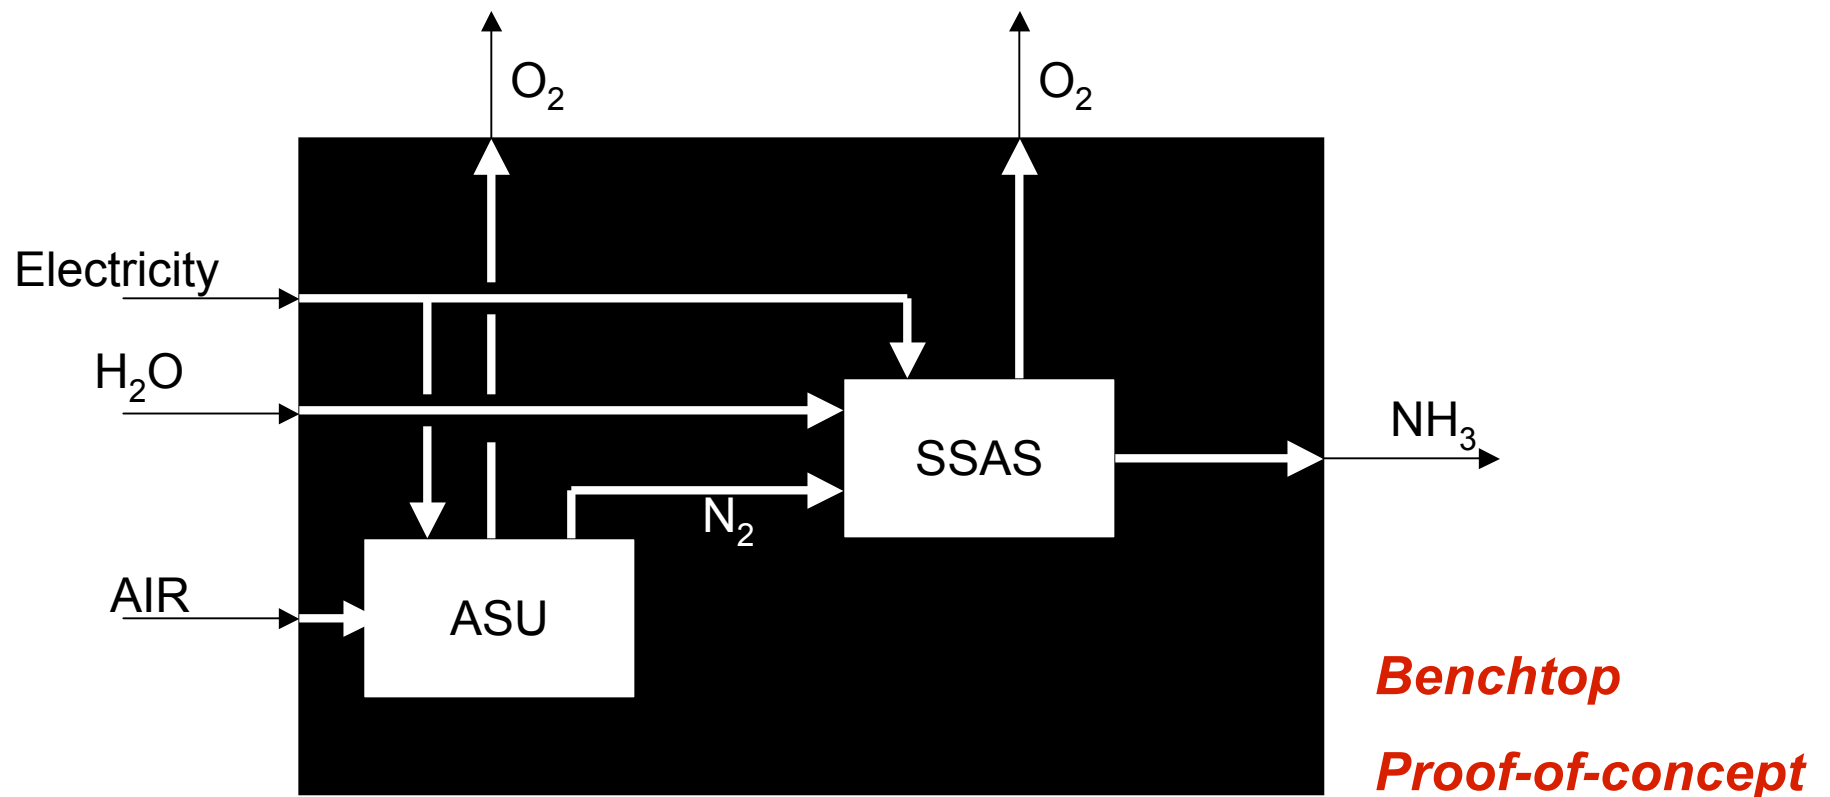 O₂
O₂
Electricity
H₂O
NH₃
SSAS
N₂
AIR
ASU
Benchtop
Proof-of-concept